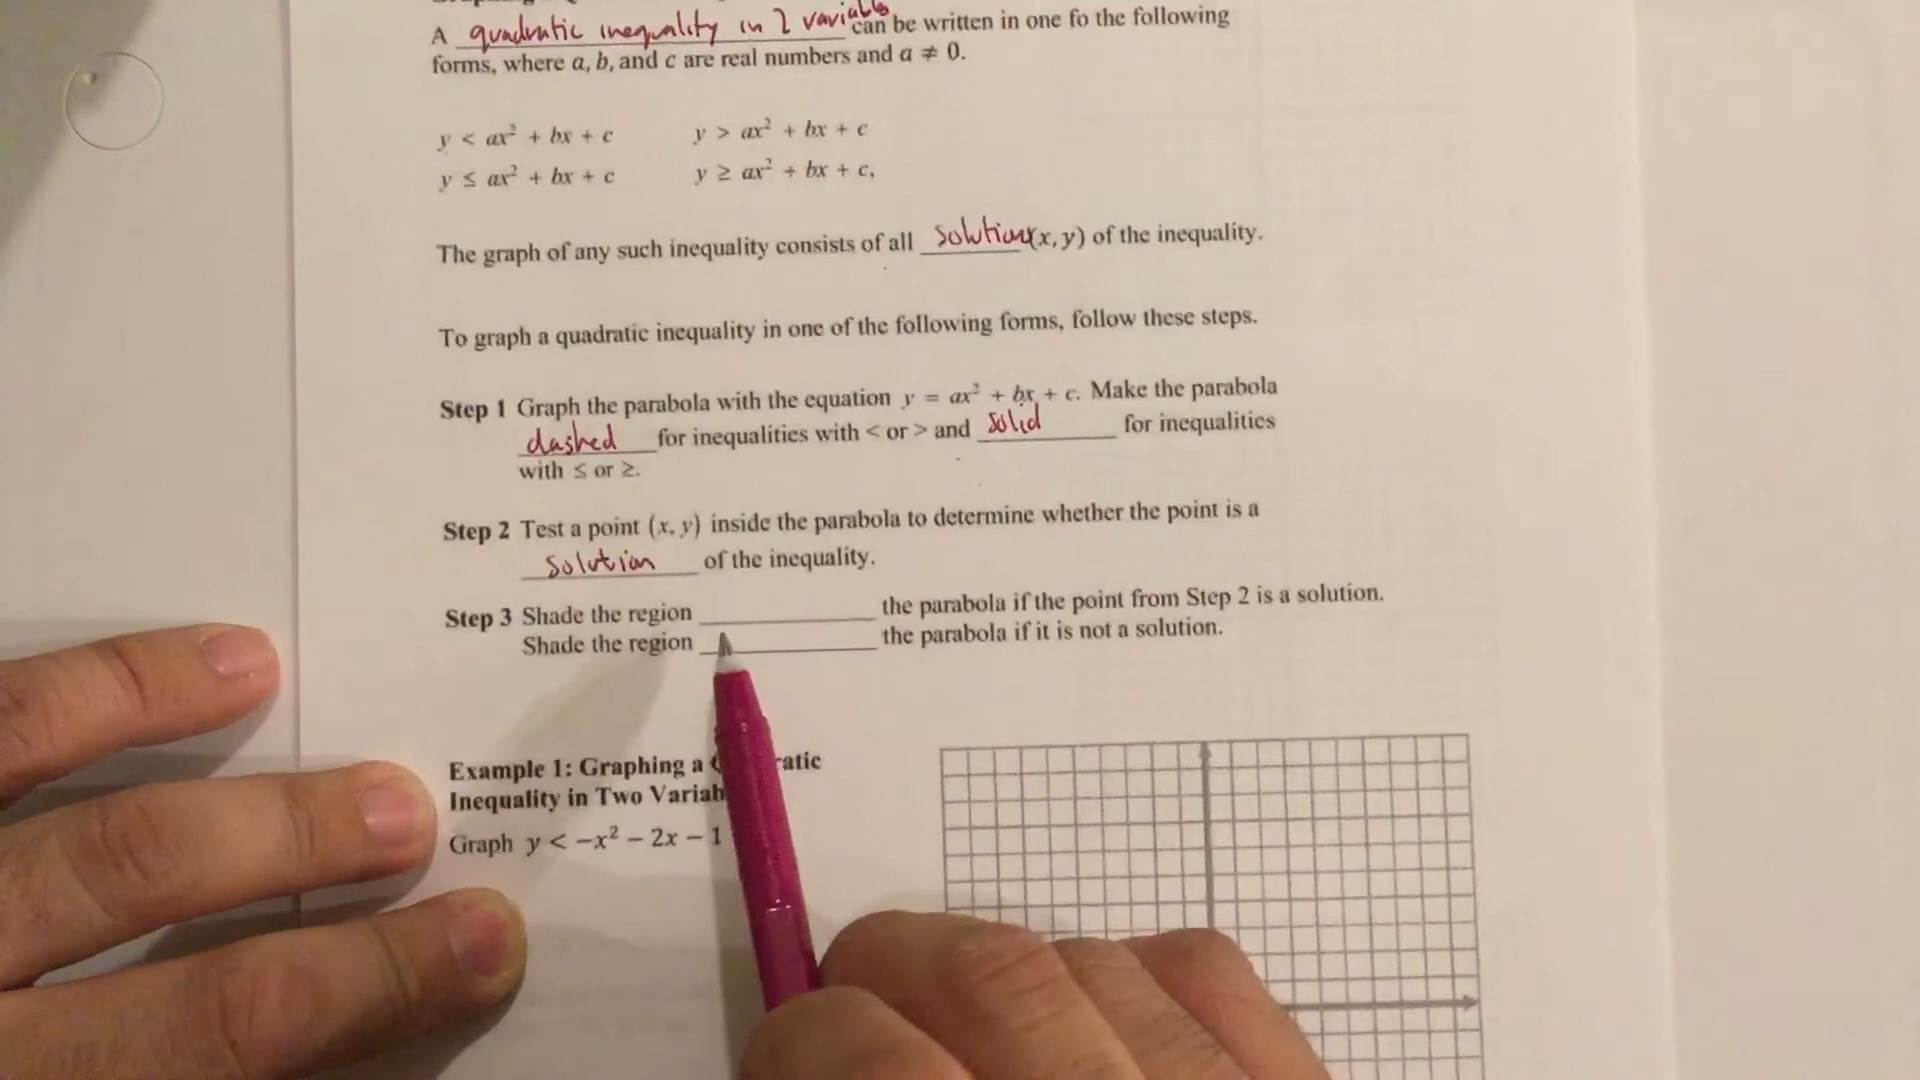 A quadratic inequality in 2 variable can be written in one fo the following
forms, where a, b, and c are real numbers and a ≠ 0.
y < ax² + bx + c y > ax² + bx + c
y ≤ ax² + bx + c y ≥ ax² + bx + c,
The graph of any such inequality consists of all solutions (x, y) of the inequality.
To graph a quadratic inequality in one of the following forms, follow these steps.
Step 1 Graph the parabola with the equation y = ax² + bx + c. Make the parabola
dashed for inequalities with < or > and solid for inequalities
with ≤ or ≥.
Step 2 Test a point (x, y) inside the parabola to determine whether the point is a
solution of the inequality.
Step 3 Shade the region ____ the parabola if the point from Step 2 is a solution.
Shade the region ____ the parabola if it is not a solution.
Example 1: Graphing a
Inequality in Two
Graph y < −x² − 2x − 1